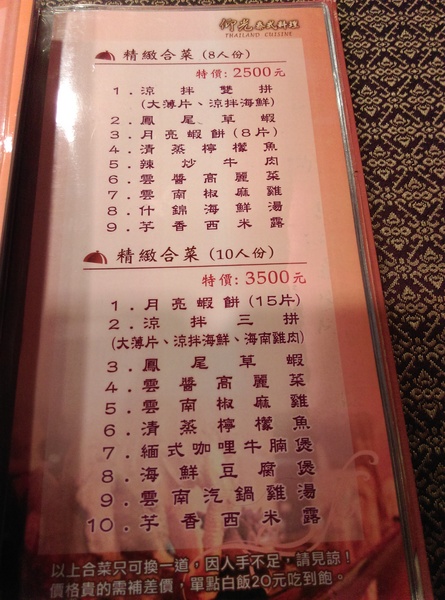 仰光泰式料理
THAILAND CUISINE
精緻合菜(8人份)
特價:2500元
1.涼拌雙拼
(大薄片、涼拌海鮮)
2.鳳尾草蝦
3.月亮蝦餅(8片)
4.清蒸檸檬魚
5.辣炒牛肉
6.雲醬高麗菜
7.雲南椒麻雞
8.什錦海鮮湯
9.芋香西米露
精緻合菜(10人份)
特價:3500元
1.月亮蝦餅(15片)
2.涼拌三拼
(大薄片、涼拌海鮮、海南雞肉)
3.鳳尾草蝦
4.雲醬高麗菜
5.雲南椒麻雞
6.清蒸檸檬魚
7.緬式咖哩牛腩煲
8.海鮮豆腐煲
9.雲南汽鍋雞湯
10.芋香西米露
以上合菜只可換一道，因人手不足，請見諒！
價格貴的需補差價，單點白飯20元吃到飽。